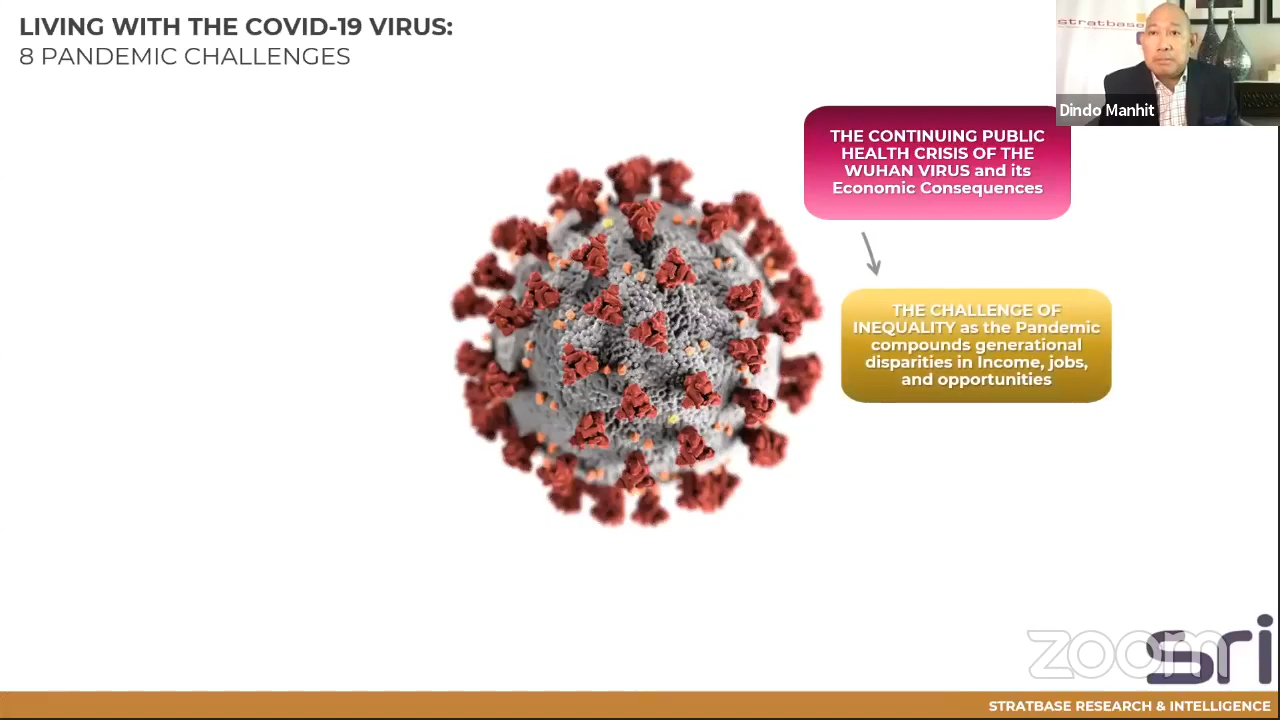 LIVING WITH THE COVID-19 VIRUS:
8 PANDEMIC CHALLENGES
stratbase
Dindo Manhit
THE CONTINUING PUBLIC
HEALTH CRISIS OF THE
WUHAN VIRUS and its
Economic Consequences
THE CHALLENGE OF
INEQUALITY as the Pandemic
compounds generational
disparities in Income, jobs,
and opportunities
zoom
sri
STRATBASE RESEARCH & INTELLIGENCE